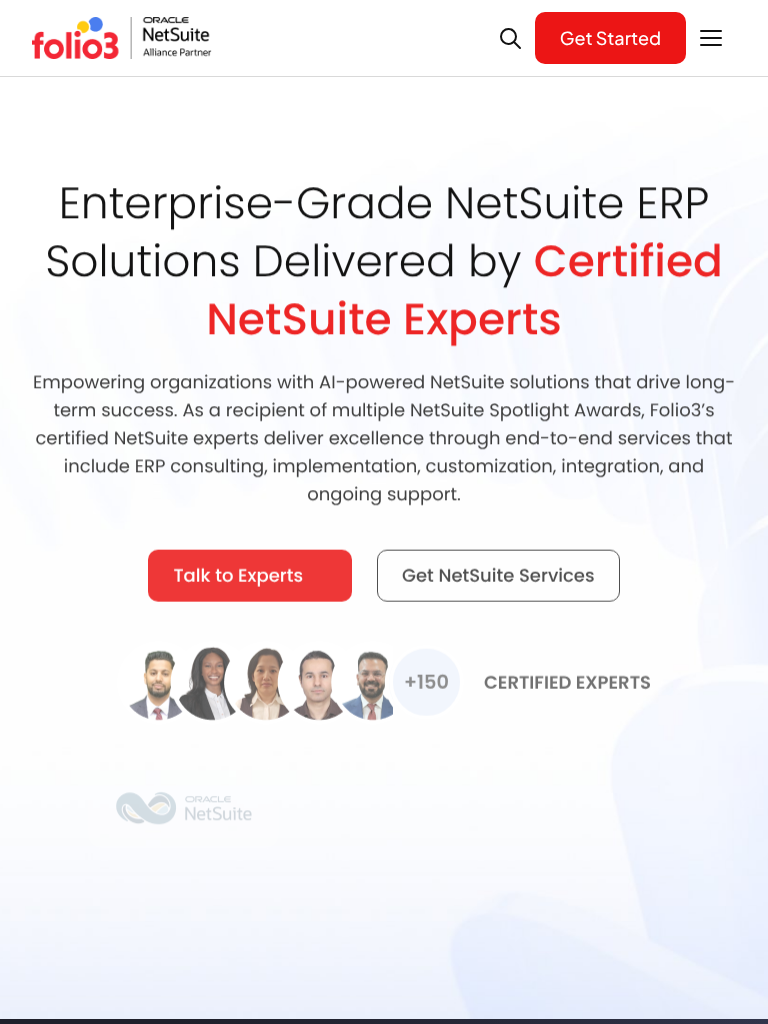 folio3
ORACLE
NetSuite
Alliance Partner
Get Started
Enterprise-Grade NetSuite ERP
Solutions Delivered by Certified
NetSuite Experts
Empowering organizations with AI-powered NetSuite solutions that drive long-
term success. As a recipient of multiple NetSuite Spotlight Awards, Folio3’s
certified NetSuite experts deliver excellence through end-to-end services that
include ERP consulting, implementation, customization, integration, and
ongoing support.
Talk to Experts
Get NetSuite Services
+150
CERTIFIED EXPERTS
ORACLE
NetSuite